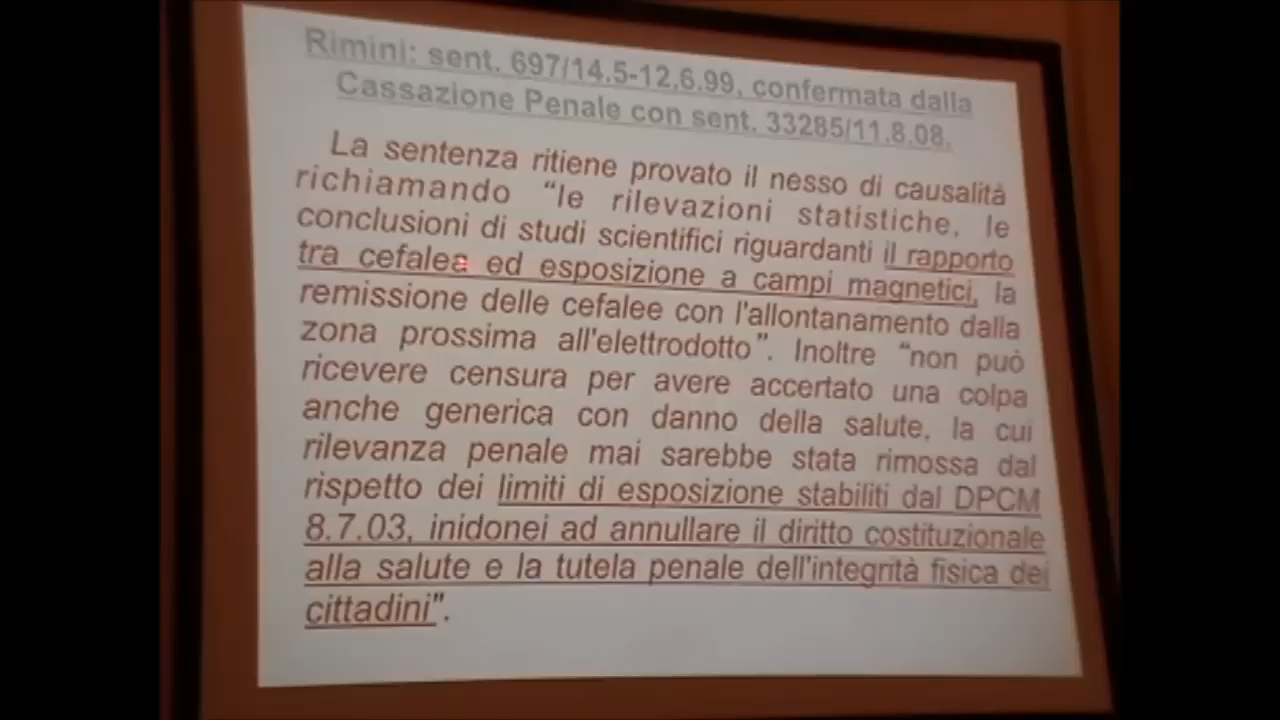 Rimini: sent. 697/14.5-12,6.99, confermata dalla
Cassazione Penale con sent. 33285/11.8.08.
La sentenza ritiene provato il nesso di causalità
richiamando “le rilevazioni statistiche, le
conclusioni di studi scientifici riguardanti il rapporto
tra cefalea ed esposizione a campi magnetici, la
remissione delle cefalee con l'allontanamento dalla
zona prossima all'elettrodotto”. Inoltre “non può
ricevere censura per avere accertato una colpa
anche generica con danno della salute, la cui
rilevanza penale mai sarebbe stata rimossa dal
rispetto dei limiti di esposizione stabiliti dal DPCM
8.7.03, inidonei ad annullare il diritto costituzionale
alla salute e la tutela penale dell'integrità fisica dei
cittadini".